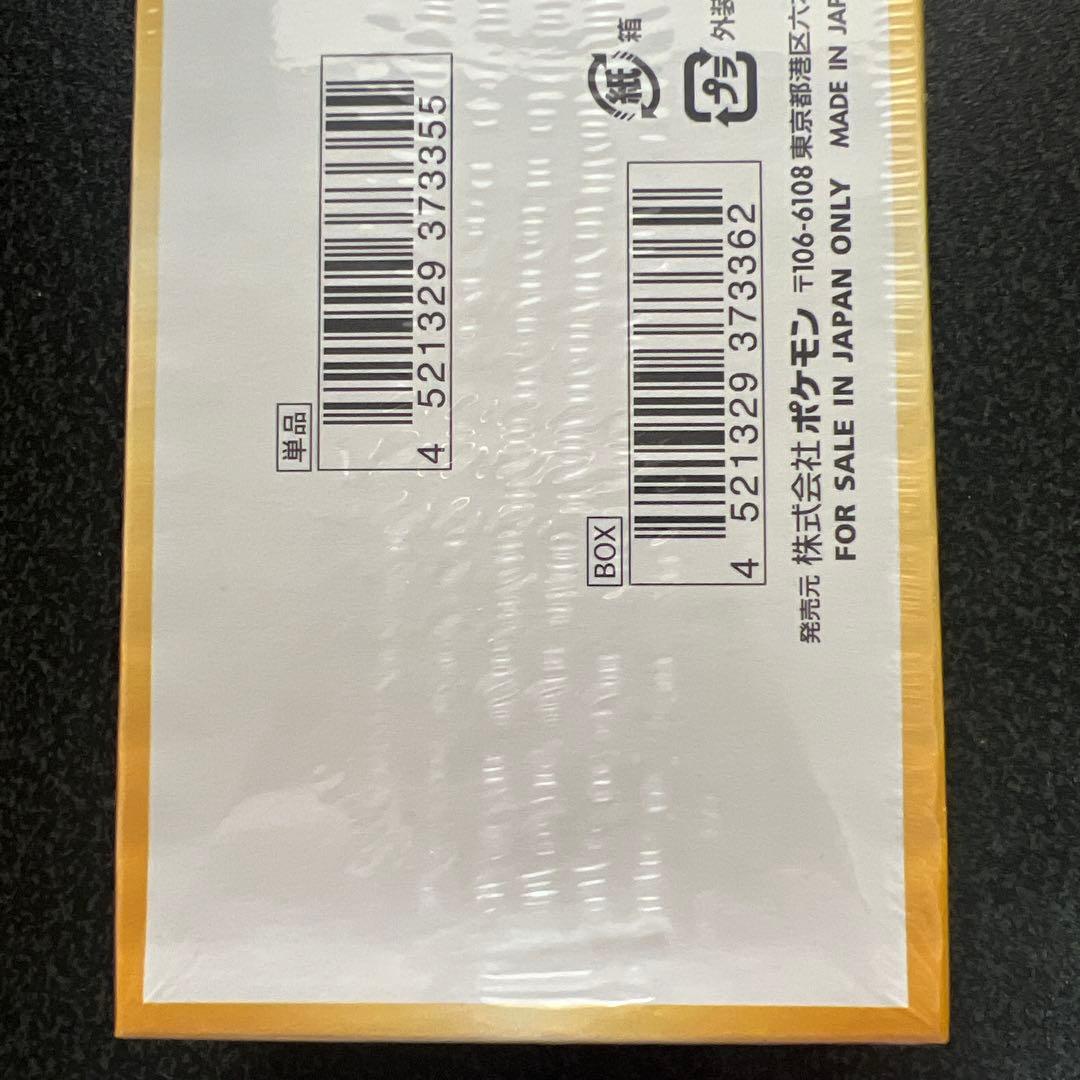 単品
4 521329 373355
BOX
4 521329 373362
紙 箱
プラ 外装
発売元 株式会社ポケモン 〒106-6108 東京都港区六
FOR SALE IN JAPAN ONLY MADE IN JAP